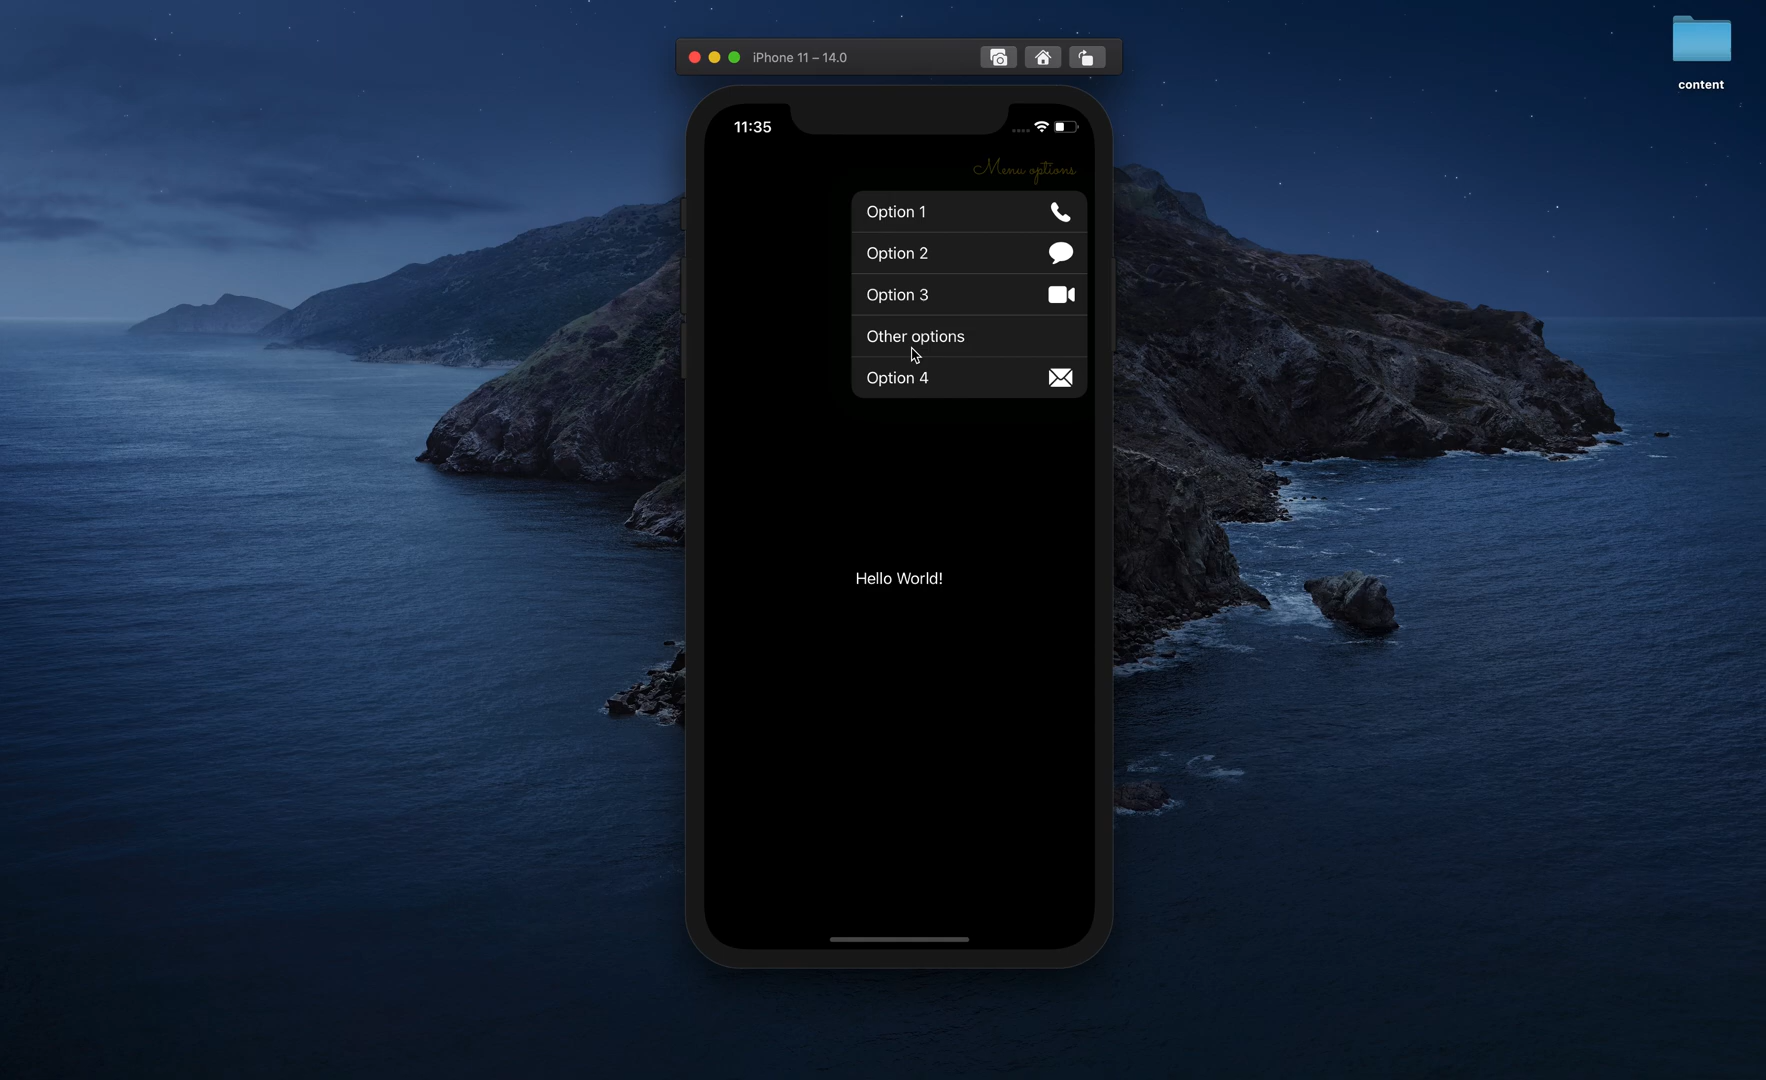 content
iPhone 11 – 14.0
11:35
Menu options
Option 1
Option 2
Option 3
Other options
Option 4
Hello World!